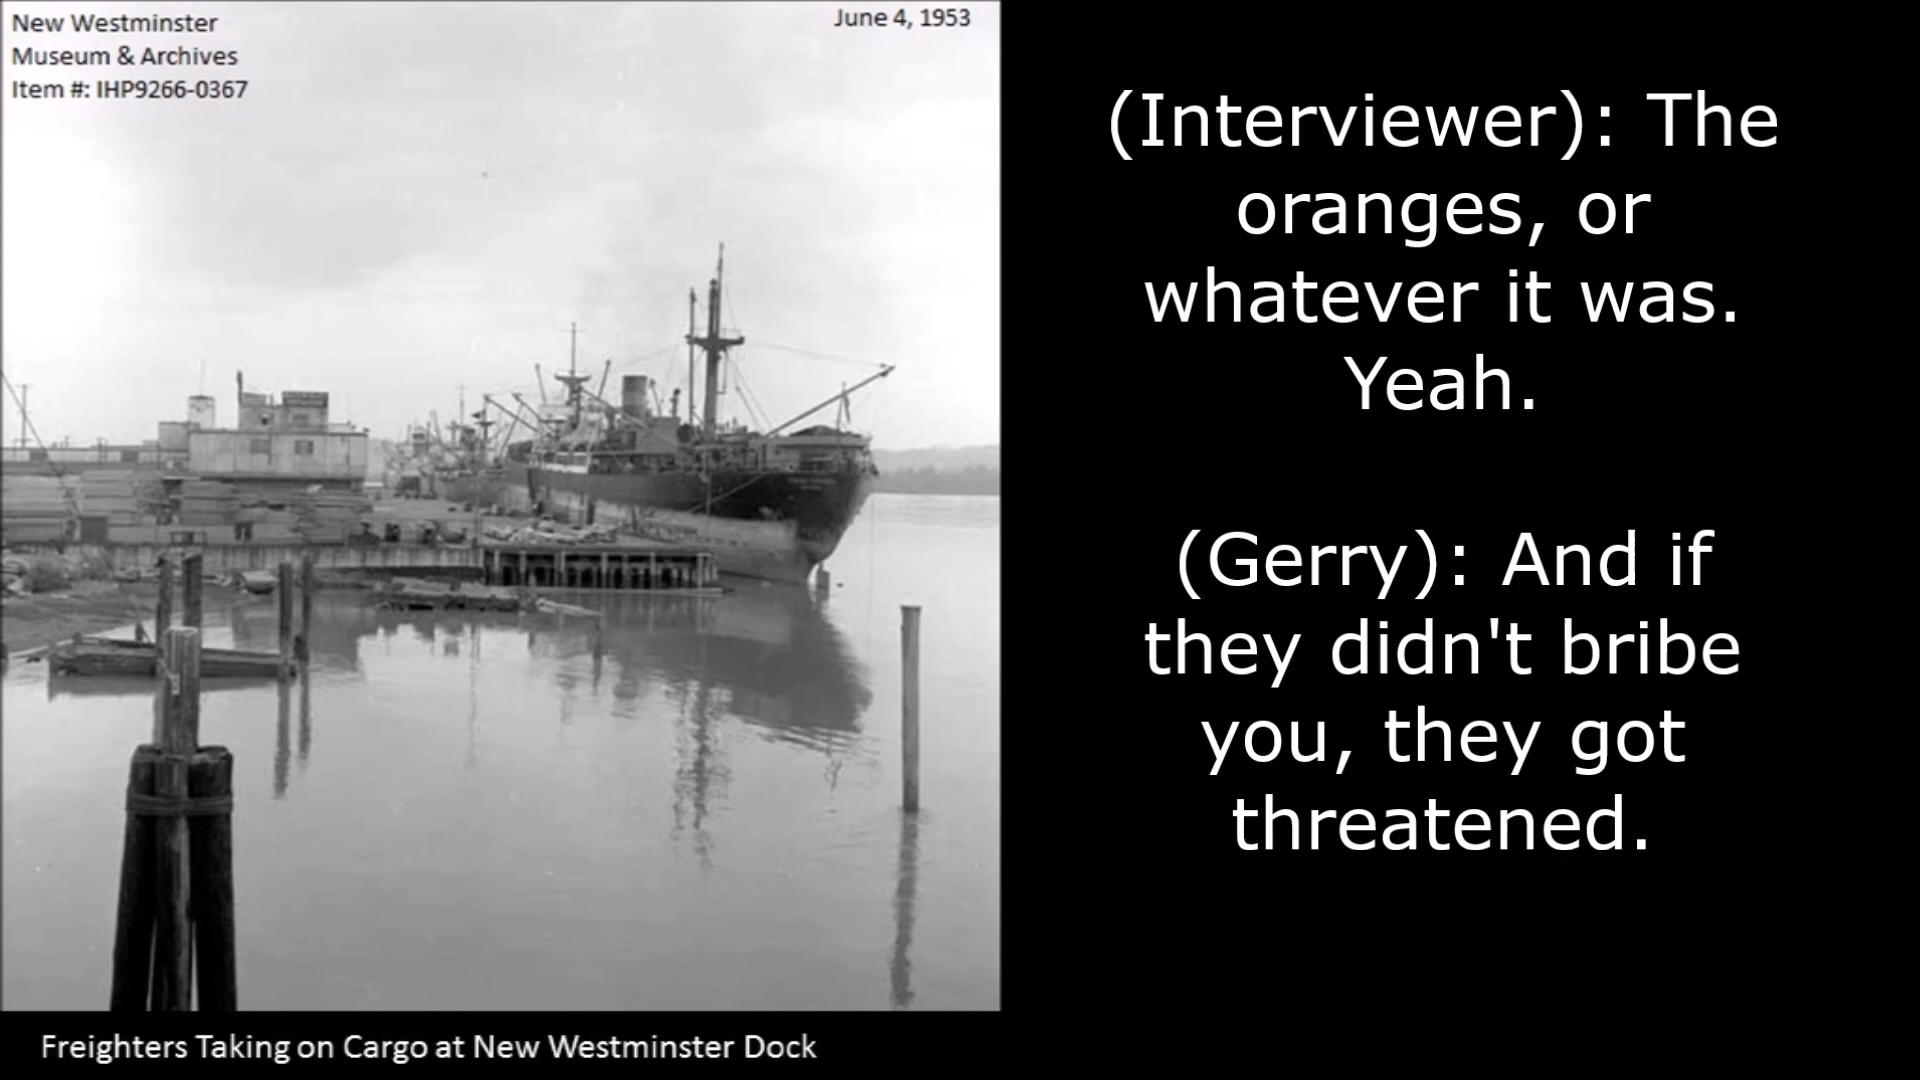 New Westminster
Museum & Archives
Item #: IHP9266-0367
June 4, 1953
(Interviewer): The
oranges, or
whatever it was.
Yeah.
(Gerry): And if
they didn't bribe
you, they got
threatened.
Freighters Taking on Cargo at New Westminster Dock